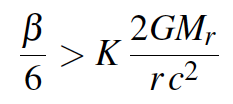 β/6 > K 2GM_r/rc²